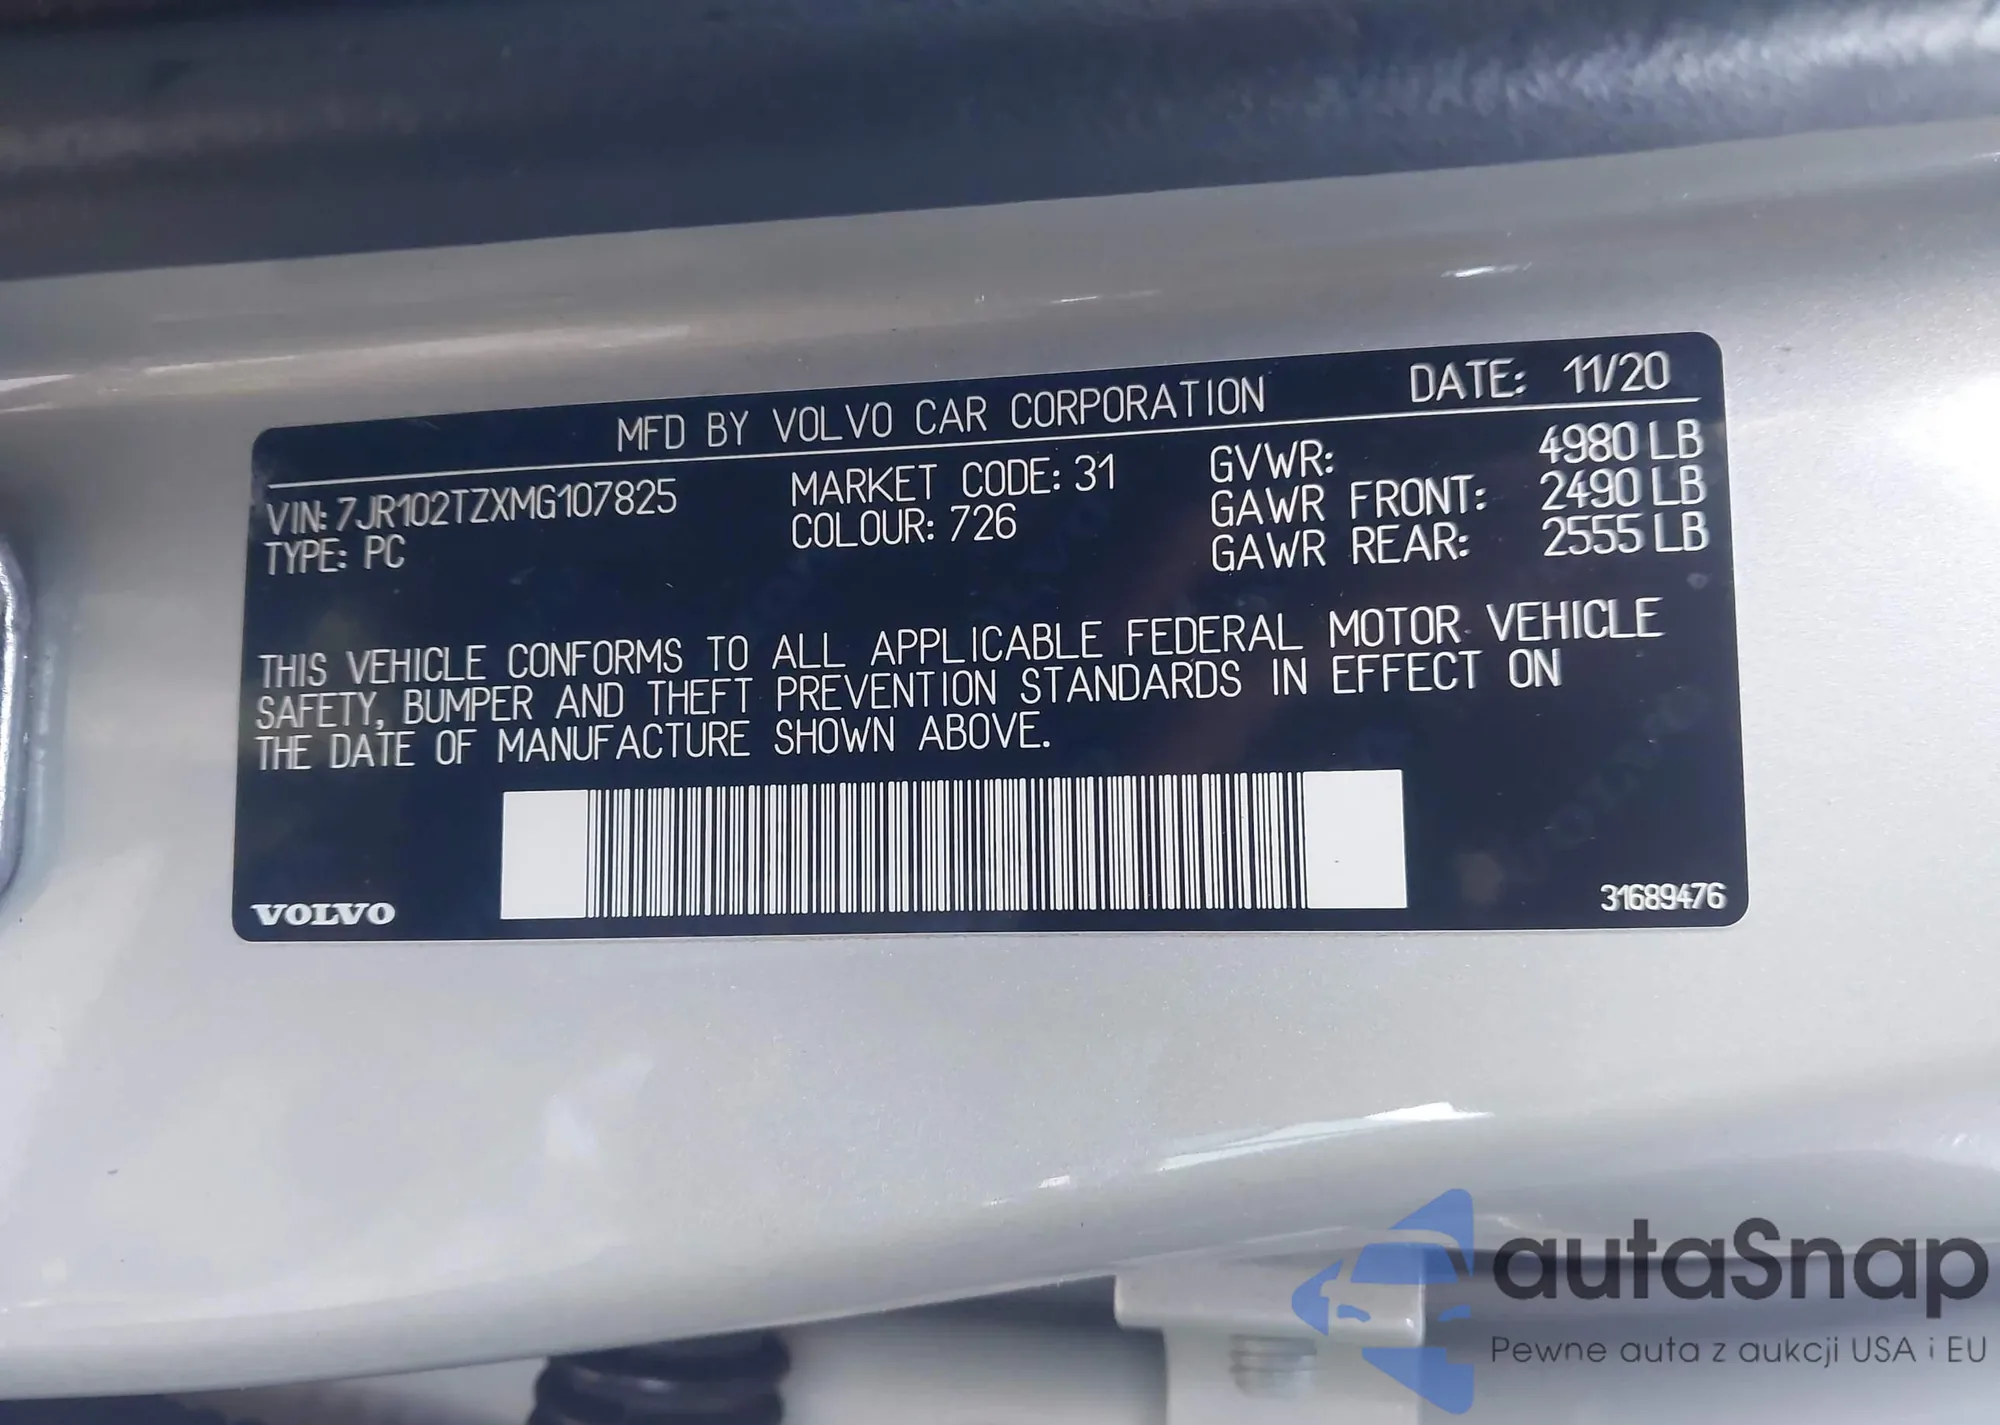 MFD BY VOLVO CAR CORPORATION DATE: 11/20
VIN: 7JR102TZXMG107825 MARKET CODE: 31 GVWR: 4980 LB
TYPE: PC COLOUR: 726 GAWR FRONT: 2490 LB
GAWR REAR: 2555 LB
THIS VEHICLE CONFORMS TO ALL APPLICABLE FEDERAL MOTOR VEHICLE
SAFETY, BUMPER AND THEFT PREVENTION STANDARDS IN EFFECT ON
THE DATE OF MANUFACTURE SHOWN ABOVE.
VOLVO 31689476
autaSnap
Pewne auta z aukcji USA i EU